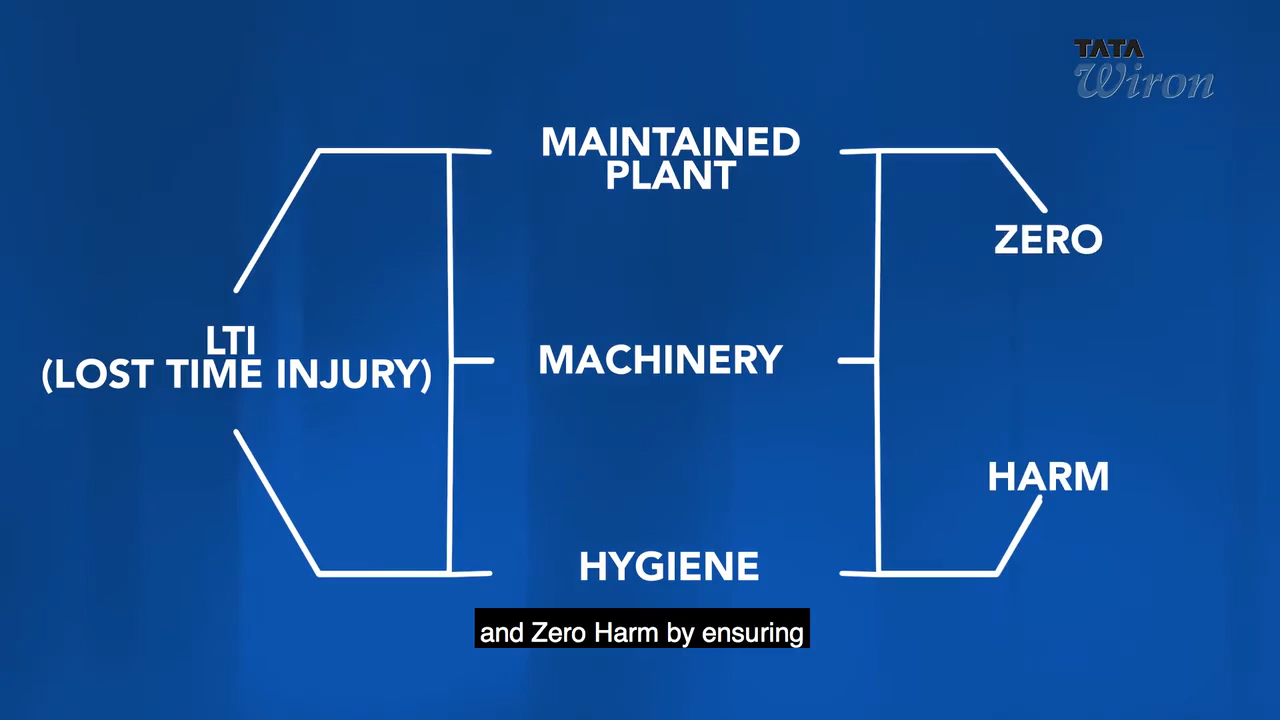 TATA
Wiron
MAINTAINED
PLANT
ZERO
LTI
(LOST TIME INJURY)
MACHINERY
HARM
HYGIENE
and Zero Harm by ensuring